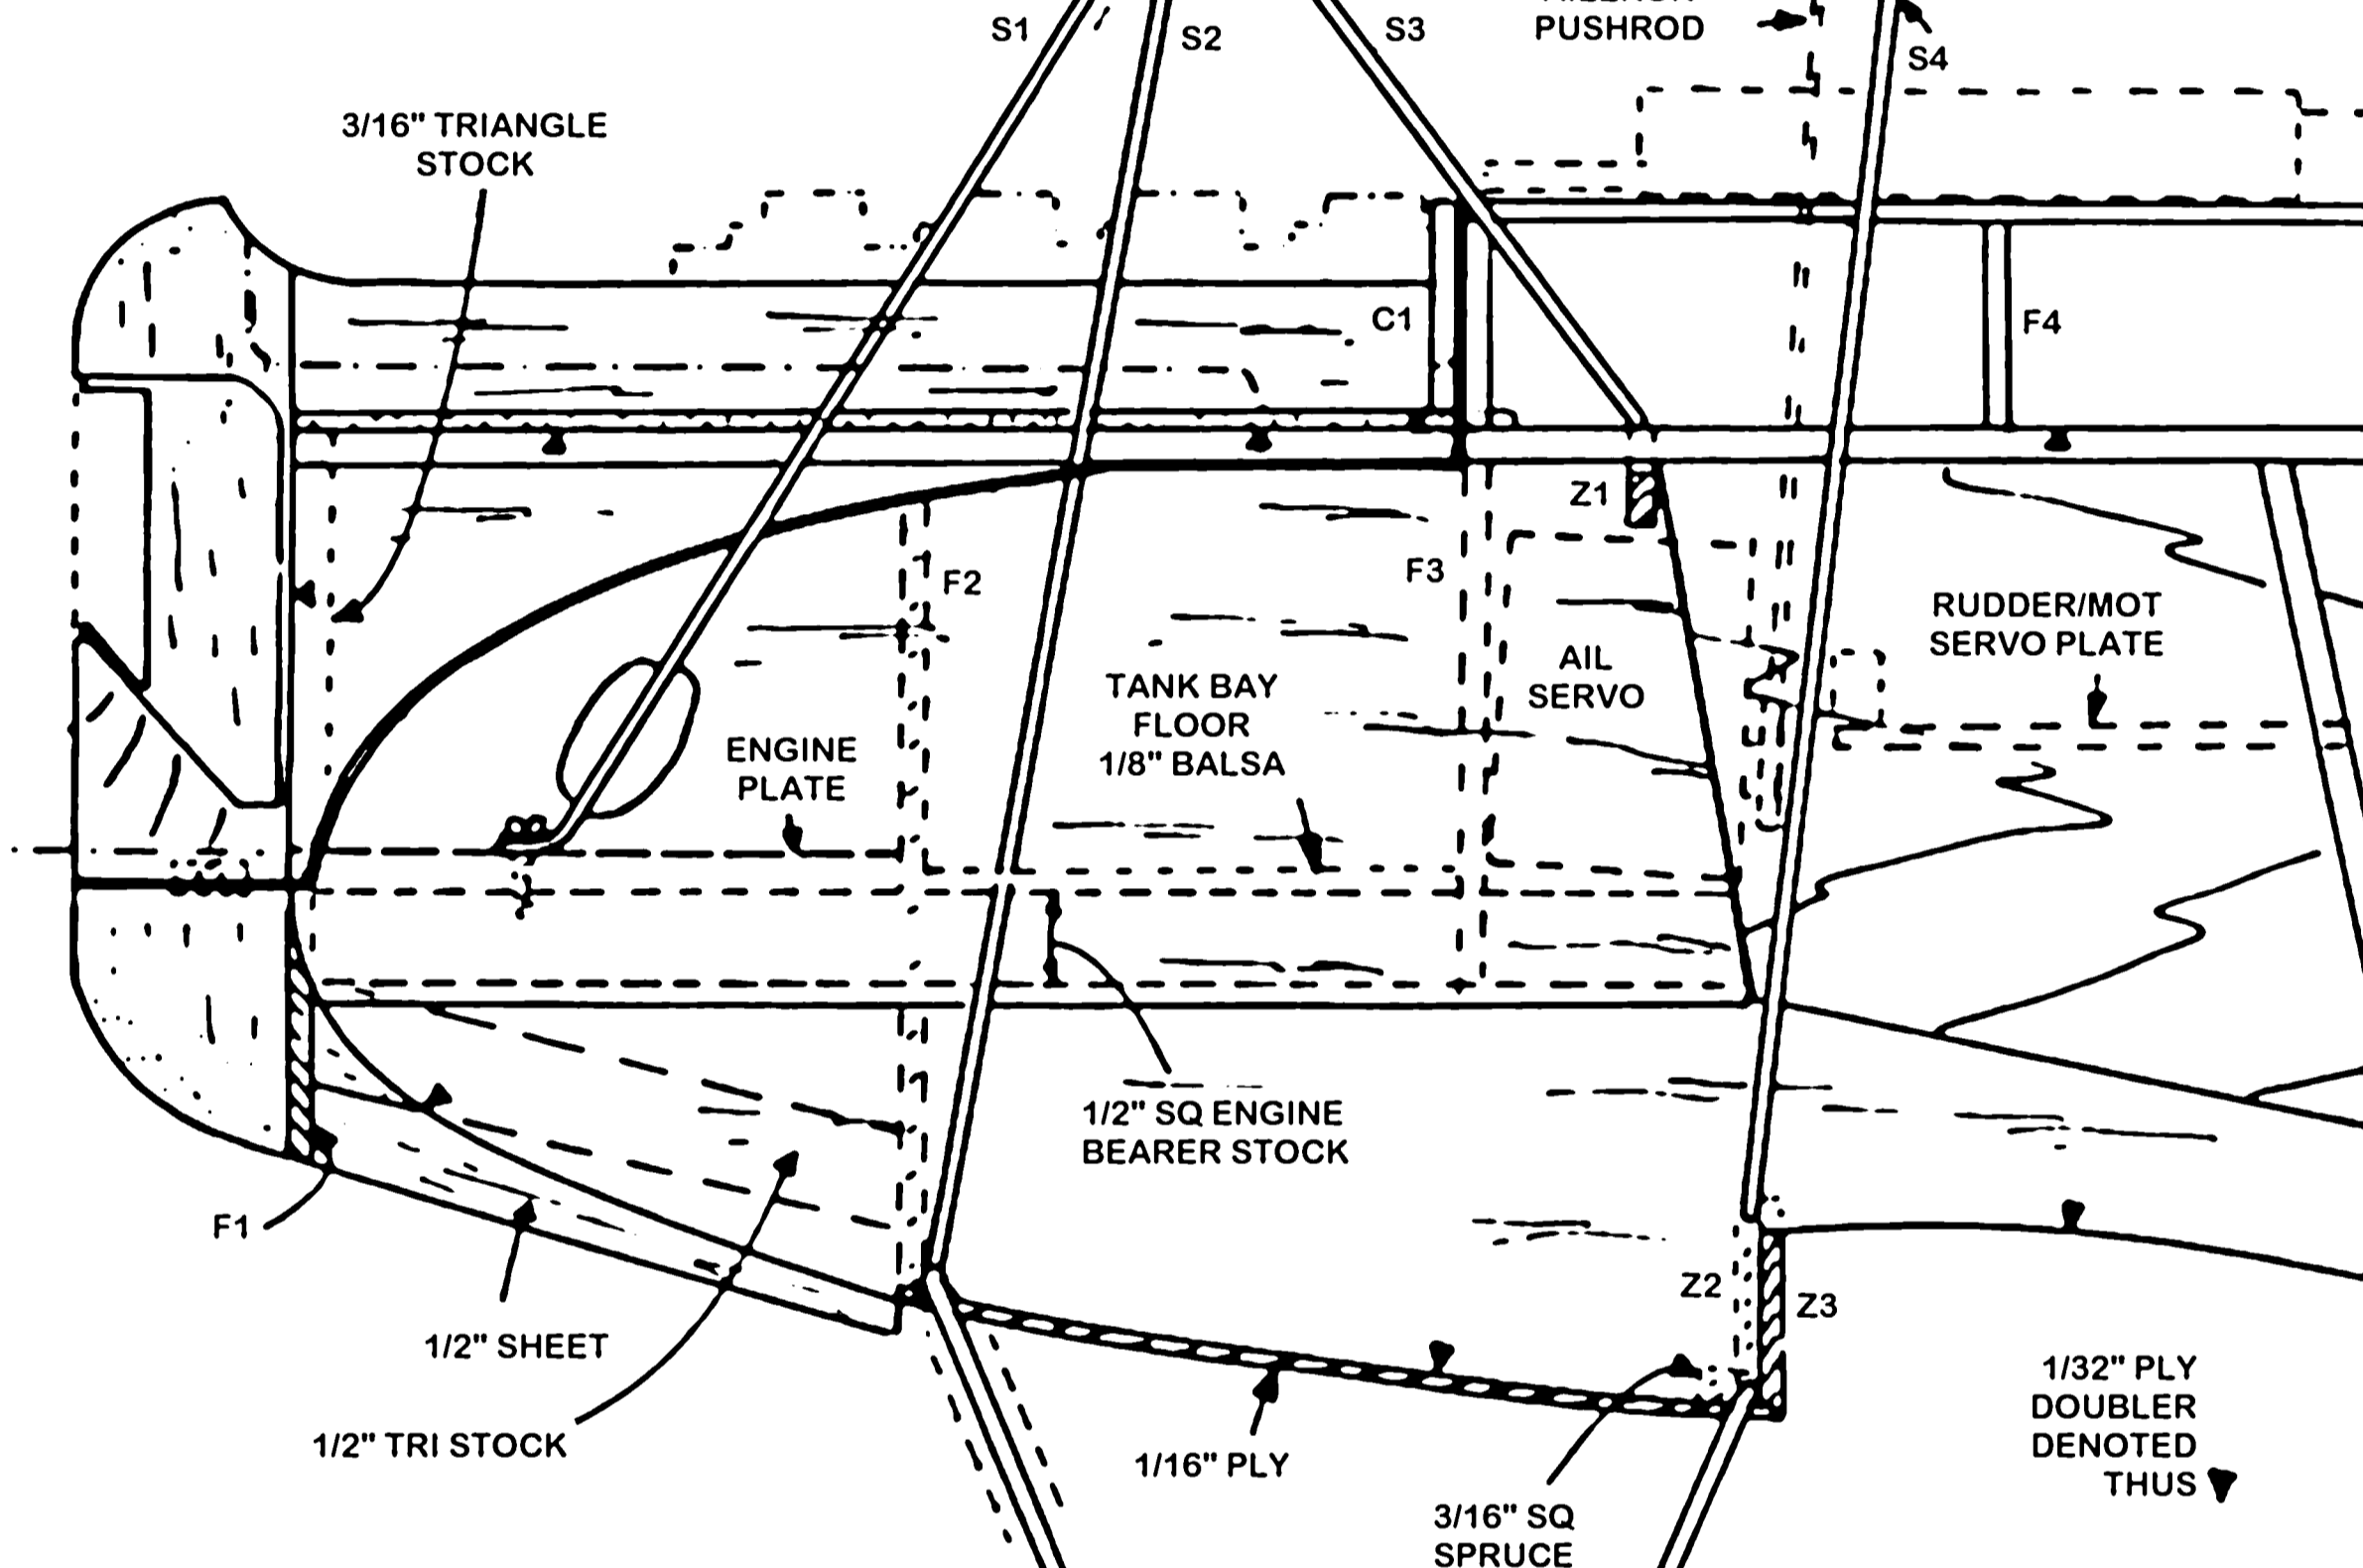 S1
S2
S3
PUSHROD
S4
3/16" TRIANGLE
STOCK
C1
F4
Z1
F2
F3
RUDDER/MOT
SERVO PLATE
AIL
SERVO
TANK BAY
FLOOR
1/8" BALSA
ENGINE
PLATE
1/2" SQ ENGINE
BEARER STOCK
F1
Z2
Z3
1/2" SHEET
1/2" TRI STOCK
1/16" PLY
3/16" SQ
SPRUCE
1/32" PLY
DOUBLER
DENOTED
THUS